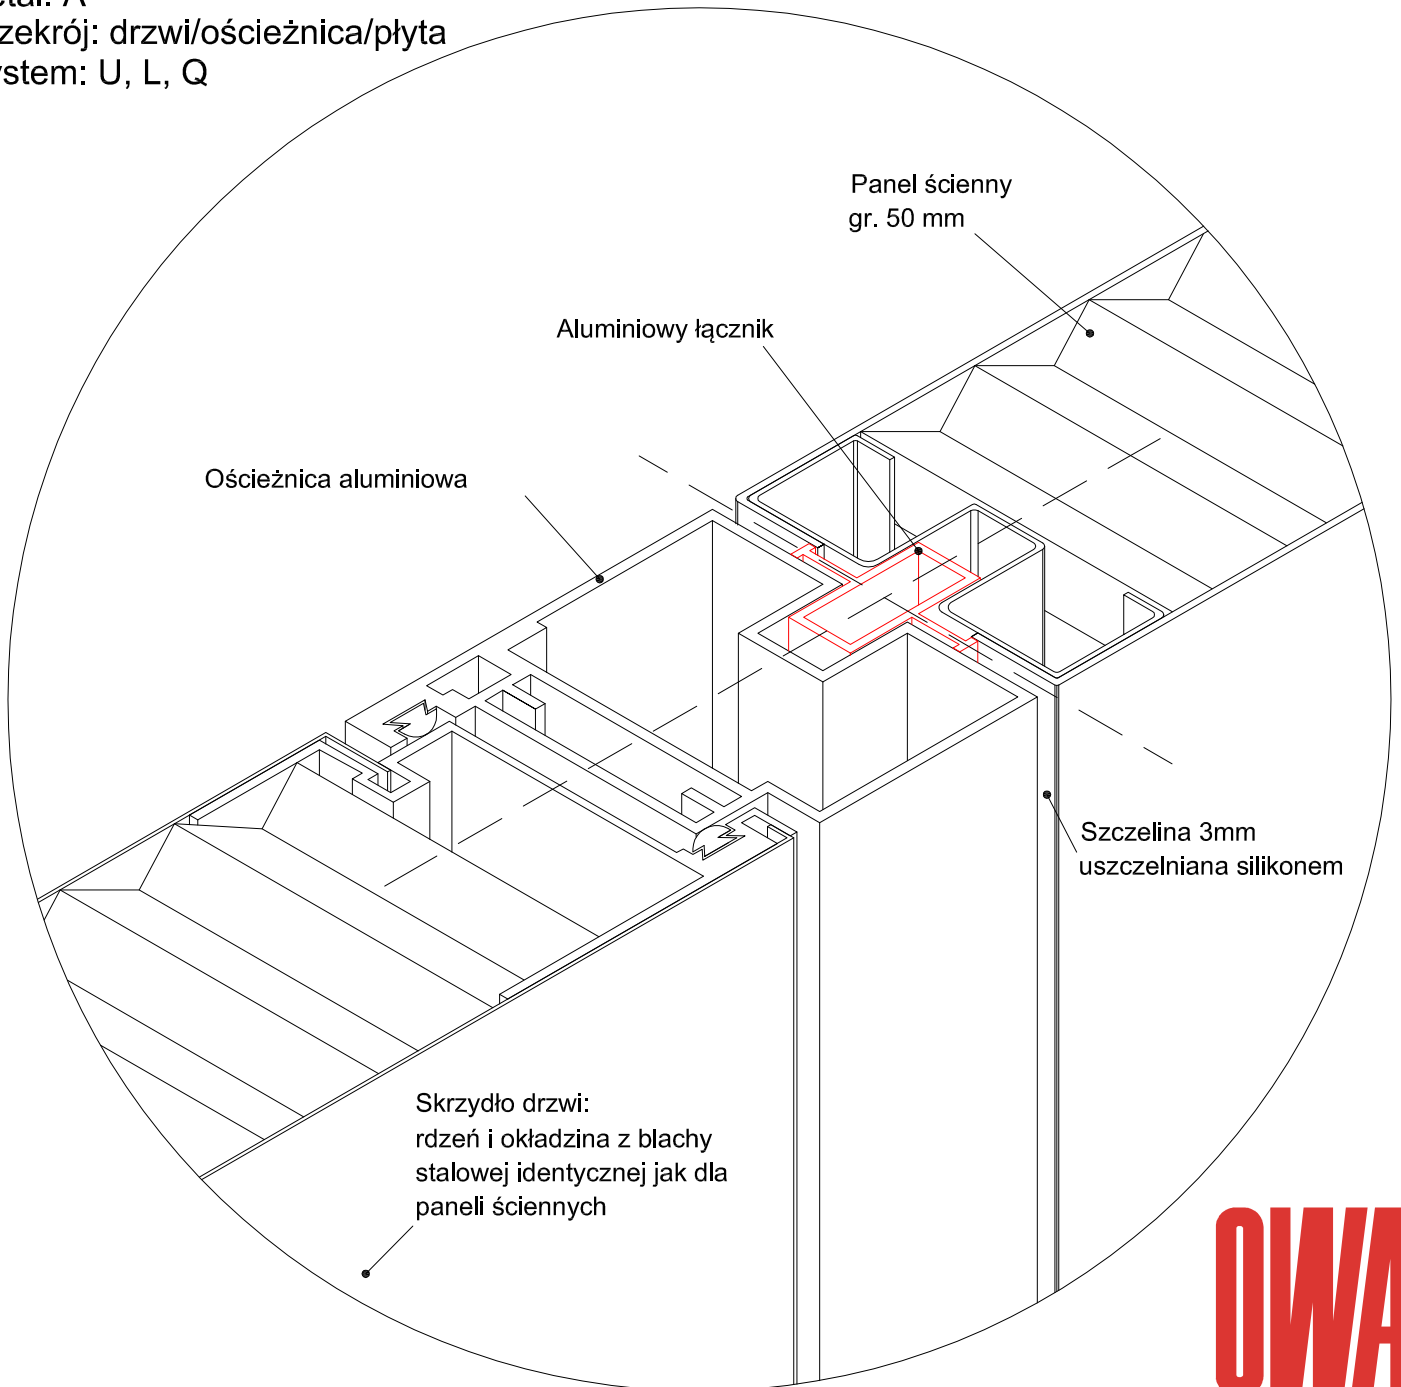 etal: A
zekrój: drzwi/ościeżnica/płyta
ystem: U, L, Q
Panel ścienny
gr. 50 mm
Aluminiowy łącznik
Ościeżnica aluminiowa
Szczelina 3mm
uszczelniana silikonem
Skrzydło drzwi:
rdzeń i okładzina z blachy
stalowej identycznej jak dla
paneli ściennych
OWA